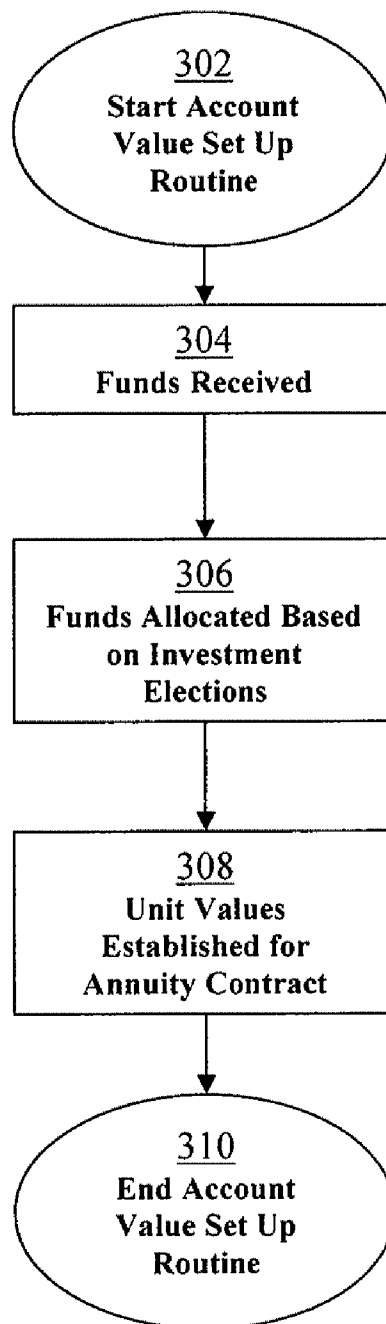 302
Start Account
Value Set Up
Routine
304
Funds Received
306
Funds Allocated Based
on Investment
Elections
308
Unit Values
Established for
Annuity Contract
310
End Account
Value Set Up
Routine